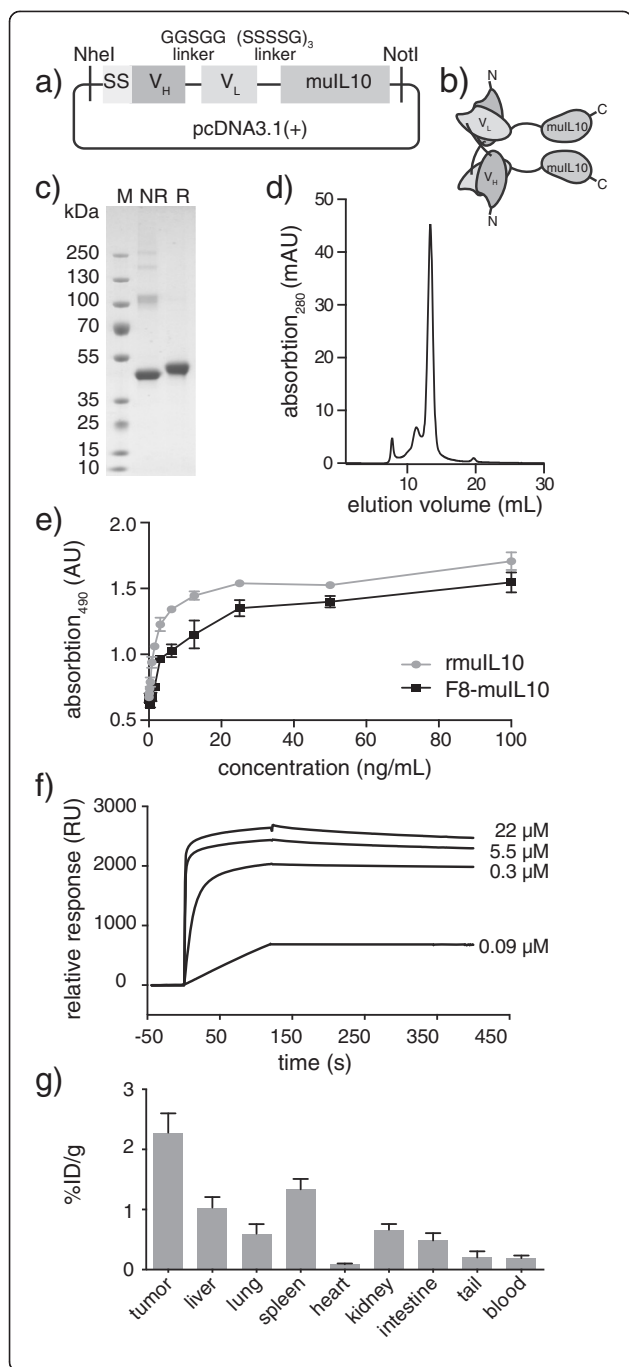 GGSGG (SSSSG)3
NheI linker linker NotI
a) SS VH VL muIL10
pcDNA3.1(+)
b)
N
VL muIL10 C
VH muIL10 C
N
c) M NR R
kDa
250
130
100
70
55
35
25
15
10
d)
absorbtion280 (mAU)
50
40
30
20
10
0
10 20 30
elution volume (mL)
e)
absorbtion490 (AU)
2.0
1.5
1.0
0.5
rmuIL10
F8-muIL10
0 20 40 60 80 100
concentration (ng/mL)
f)
relative response (RU)
3000
2000
1000
0
22 µM
5.5 µM
0.3 µM
0.09 µM
-50 50 150 250 350 450
time (s)
g)
%ID/g
3
2
1
0
tumor
liver
lung
spleen
heart
kidney
intestine
tail
blood